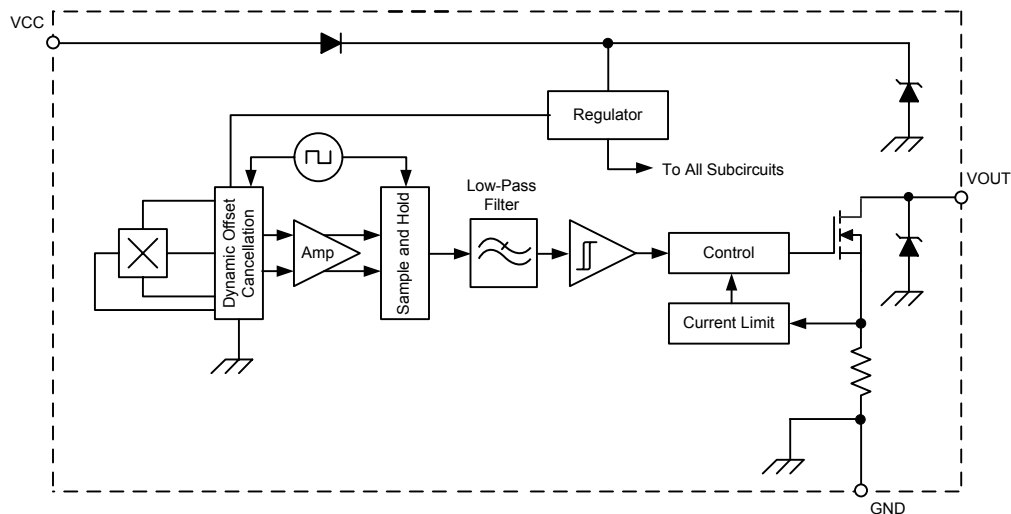 VCC
Regulator
To All Subcircuits
Dynamic Offset
Cancellation
Amp
Sample and Hold
Low-Pass
Filter
Control
Current Limit
VOUT
GND